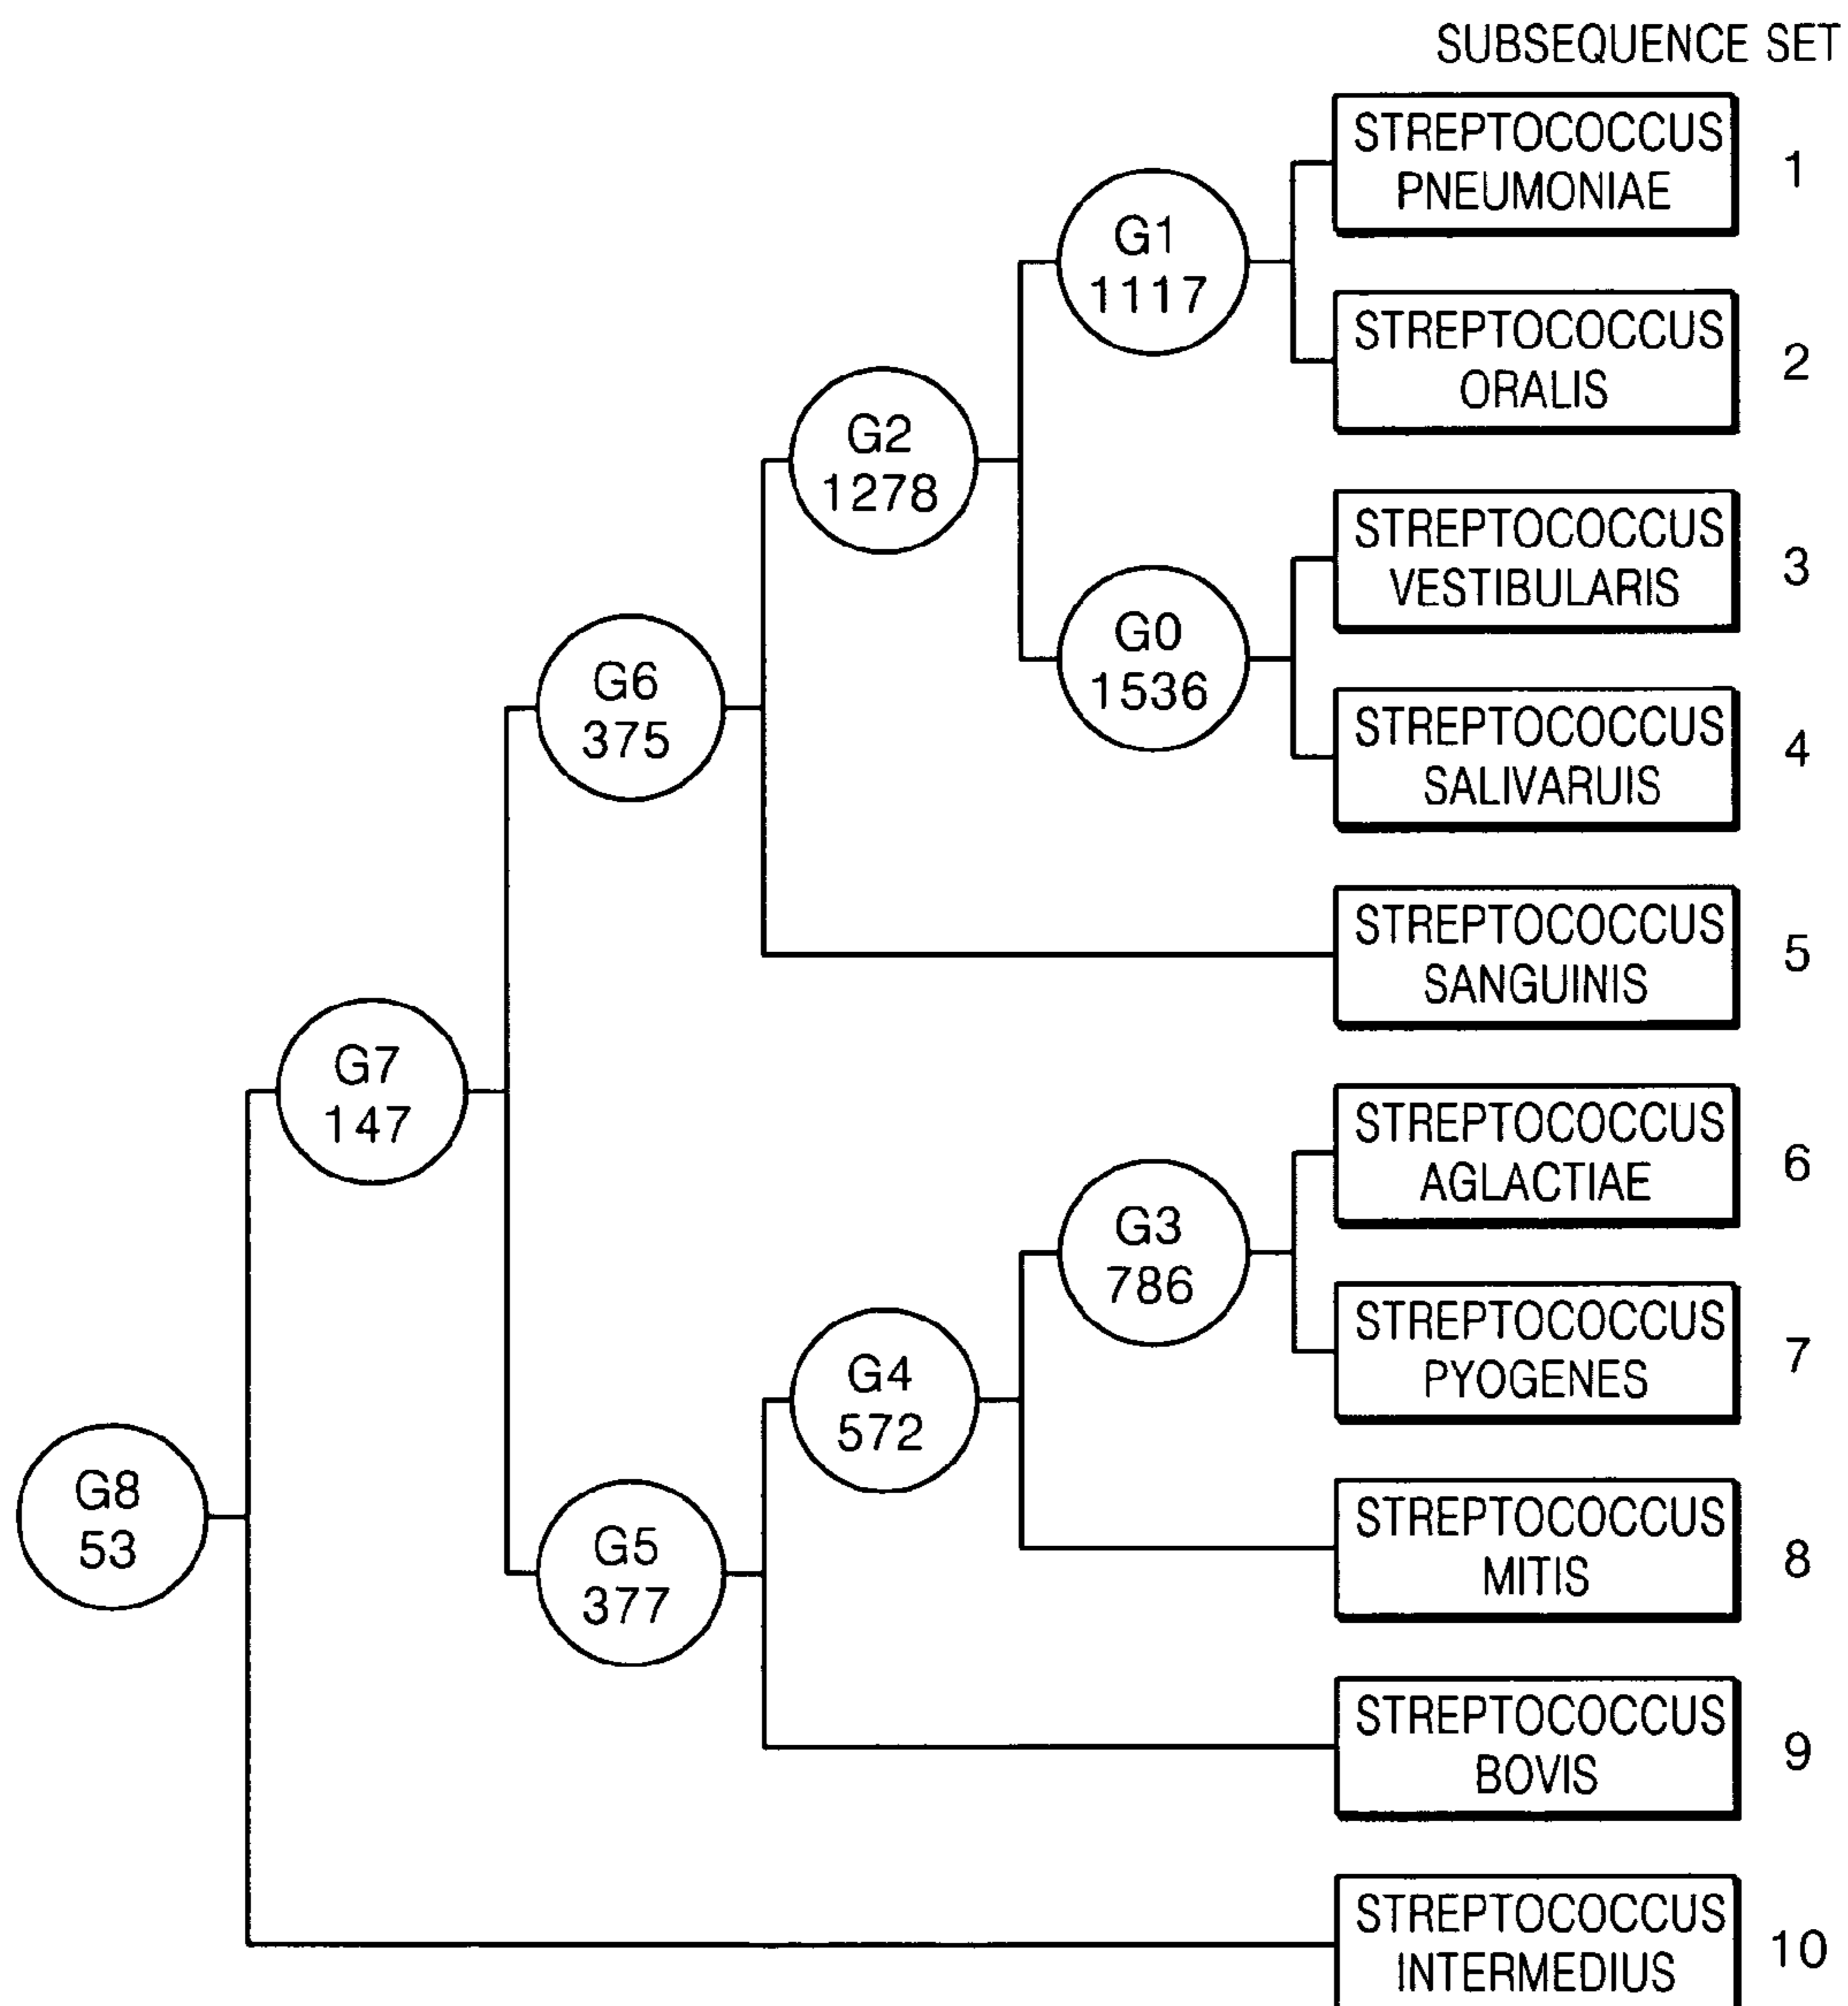 SUBSEQUENCE SET
STREPTOCOCCUS
PNEUMONIAE
1
G1
1117
STREPTOCOCCUS
ORALIS
2
G2
1278
STREPTOCOCCUS
VESTIBULARIS
3
G0
1536
G6
375
STREPTOCOCCUS
SALIVARUIS
4
STREPTOCOCCUS
SANGUINIS
5
G7
147
STREPTOCOCCUS
AGLACTIAE
6
G3
786
STREPTOCOCCUS
PYOGENES
7
G4
572
G8
53
G5
377
STREPTOCOCCUS
MITIS
8
STREPTOCOCCUS
BOVIS
9
STREPTOCOCCUS
INTERMEDIUS
10